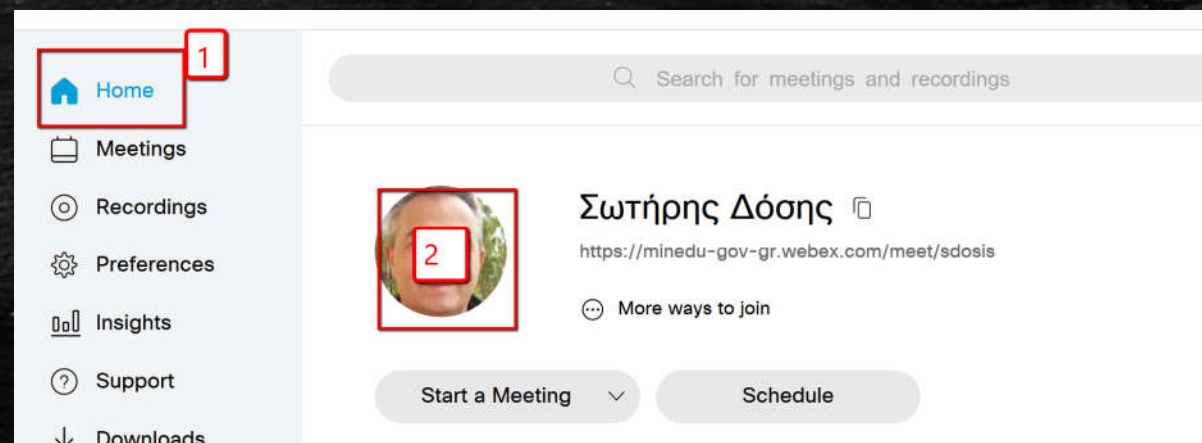 1
Home
Search for meetings and recordings
Meetings
Recordings
Preferences
Insights
Support
Downloads
2
Σωτήρης Δόσης
https://minedu-gov-gr.webex.com/meet/sdosis
More ways to join
Start a Meeting
Schedule